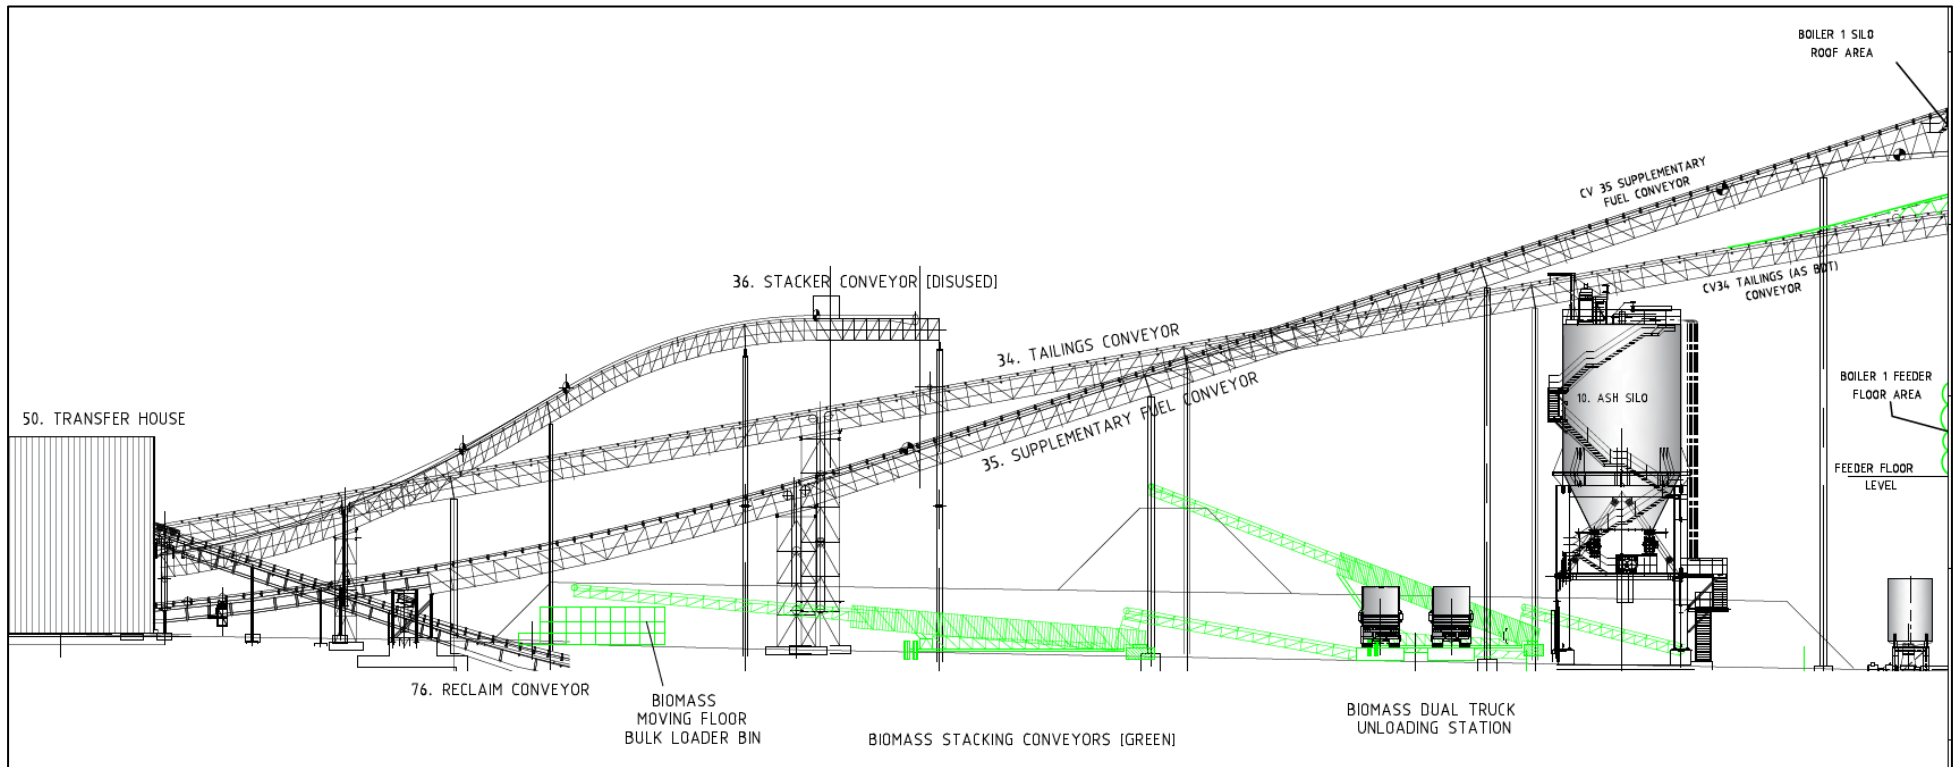 BOILER 1 SILO
ROOF AREA
CV 35 SUPPLEMENTARY
FUEL CONVEYOR
36. STACKER CONVEYOR [DISUSED]
CV34 TAILINGS (AS BDT)
CONVEYOR
34. TAILINGS CONVEYOR
35. SUPPLEMENTARY FUEL CONVEYOR
BOILER 1 FEEDER
FLOOR AREA
10. ASH SILO
50. TRANSFER HOUSE
FEEDER FLOOR
LEVEL
76. RECLAIM CONVEYOR
BIOMASS
MOVING FLOOR
BULK LOADER BIN
BIOMASS STACKING CONVEYORS [GREEN]
BIOMASS DUAL TRUCK
UNLOADING STATION